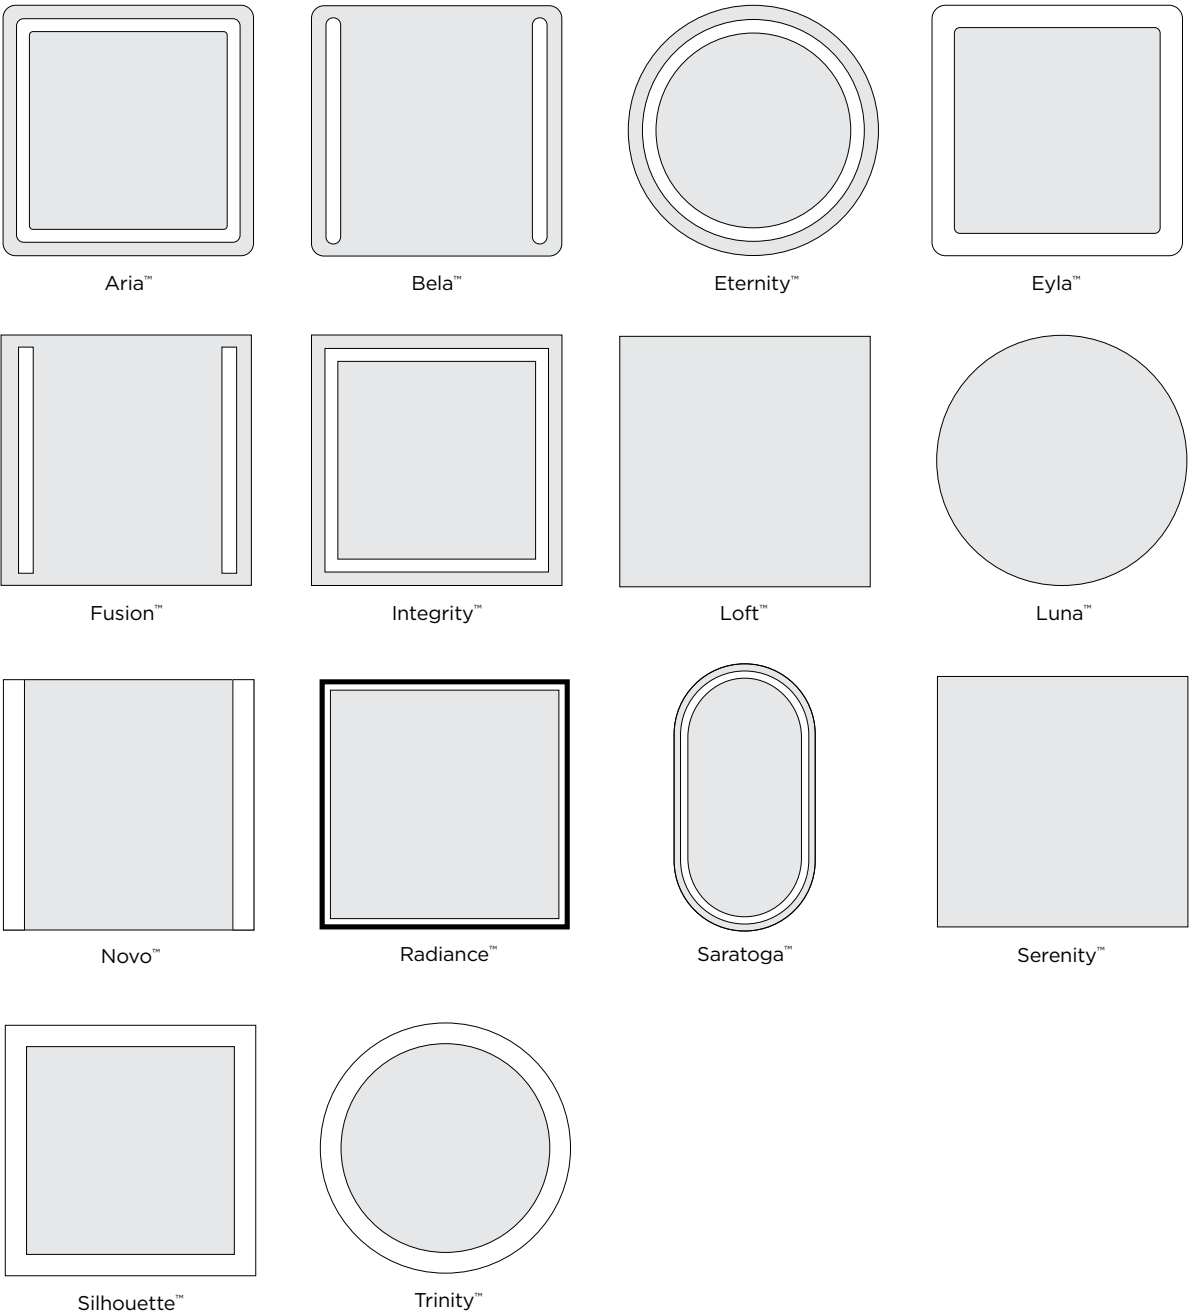 Aria™
Bela™
Eternity™
Eyla™
Fusion™
Integrity™
Loft™
Luna™
Novo™
Radiance™
Saratoga™
Serenity™
Silhouette™
Trinity™